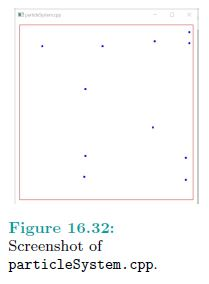 particleSystem.cpp
Figure 16.32:
Screenshot of
particleSystem.cpp.